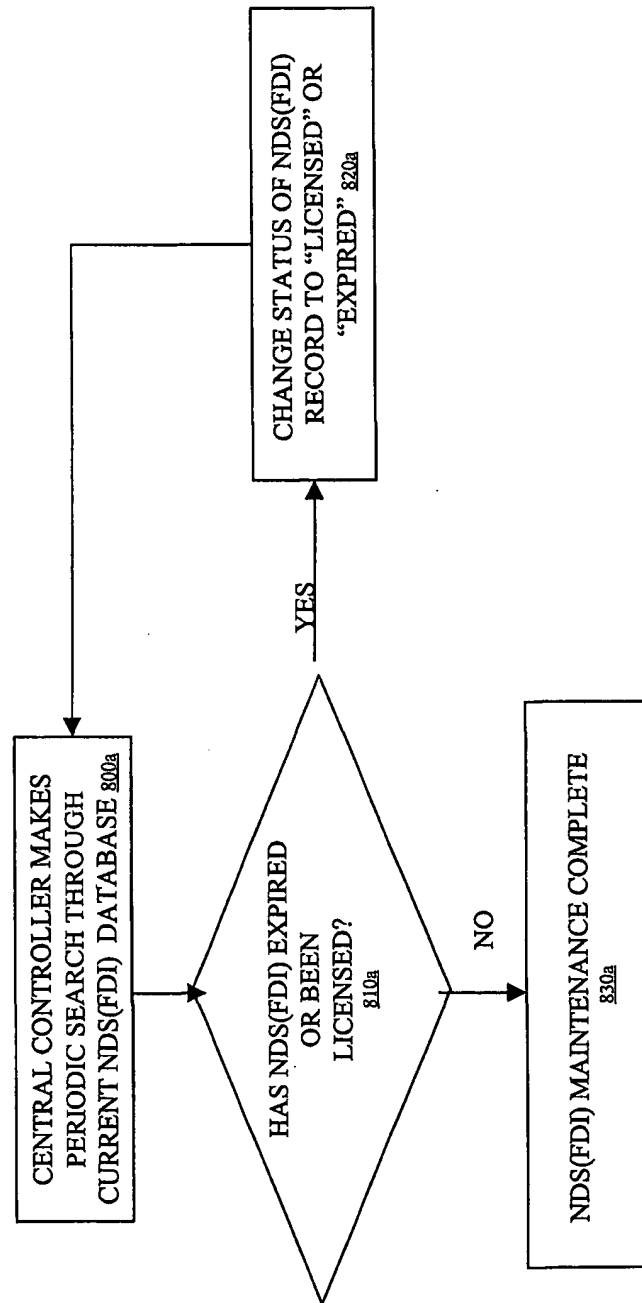 CENTRAL CONTROLLER MAKES
PERIODIC SEARCH THROUGH
CURRENT NDS(FDI) DATABASE 800a
HAS NDS(FDI) EXPIRED
OR BEEN
LICENSED?
810a
YES
CHANGE STATUS OF NDS(FDI)
RECORD TO “LICENSED” OR
“EXPIRED” 820a
NO
NDS(FDI) MAINTENANCE COMPLETE
830a